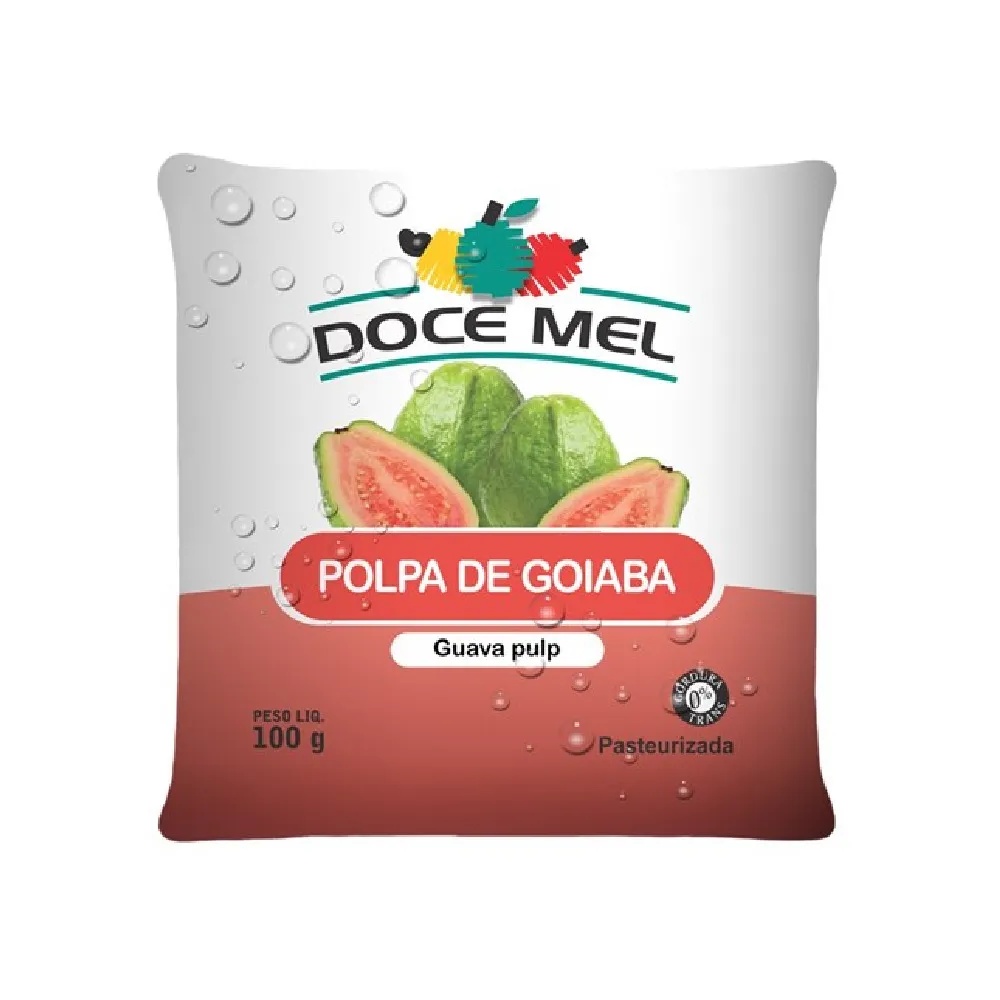 DOCE MEL
POLPA DE GOIABA
Guava pulp
GORDURA
0%
TRANS
PESO LIQ.
100 g
Pasteurizada